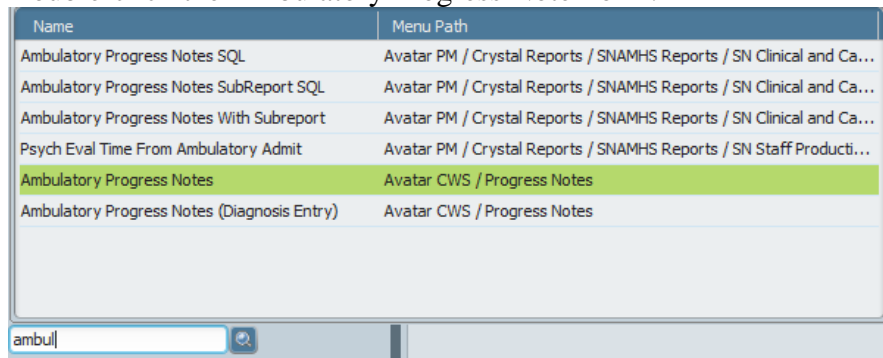 Name Menu Path
Ambulatory Progress Notes SQL Avatar PM / Crystal Reports / SNAMHS Reports / SN Clinical and Ca...
Ambulatory Progress Notes SubReport SQL Avatar PM / Crystal Reports / SNAMHS Reports / SN Clinical and Ca...
Ambulatory Progress Notes With Subreport Avatar PM / Crystal Reports / SNAMHS Reports / SN Clinical and Ca...
Psych Eval Time From Ambulatory Admit Avatar PM / Crystal Reports / SNAMHS Reports / SN Staff Producti...
Ambulatory Progress Notes Avatar CWS / Progress Notes
Ambulatory Progress Notes (Diagnosis Entry) Avatar CWS / Progress Notes
ambul